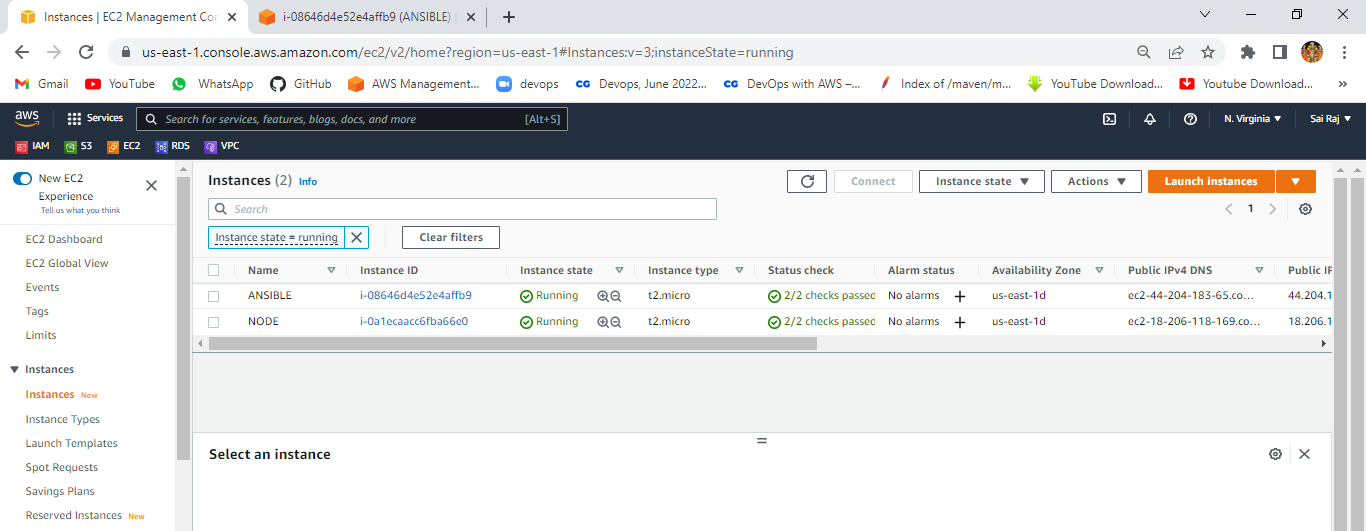 Instances | EC2 Management Con
i-08646d4e52e4affb9 (ANSIBLE) |
us-east-1.console.aws.amazon.com/ec2/v2/home?region=us-east-1#Instances:v=3;instanceState=running
Gmail YouTube WhatsApp GitHub AWS Management... devops Devops, June 2022... DevOps with AWS –... Index of /maven/m... YouTube Download... Youtube Download... »
aws Services Search for services, features, blogs, docs, and more [Alt+S] N. Virginia Sai Raj
IAM S3 EC2 RDS VPC
New EC2
Experience
Tell us what you think
EC2 Dashboard
EC2 Global View
Events
Tags
Limits
Instances
Instances New
Instance Types
Launch Templates
Spot Requests
Savings Plans
Reserved Instances New
Instances (2) Info Connect Instance state Actions Launch instances
Search
1
Instance state = running Clear filters
Name Instance ID Instance state Instance type Status check Alarm status Availability Zone Public IPv4 DNS Public IP
ANSIBLE i-08646d4e52e4affb9 Running t2.micro 2/2 checks passed No alarms + us-east-1d ec2-44-204-183-65.co... 44.204.1
NODE i-0a1ecaacc6fba66e0 Running t2.micro 2/2 checks passed No alarms + us-east-1d ec2-18-206-118-169.co... 18.206.1
Select an instance